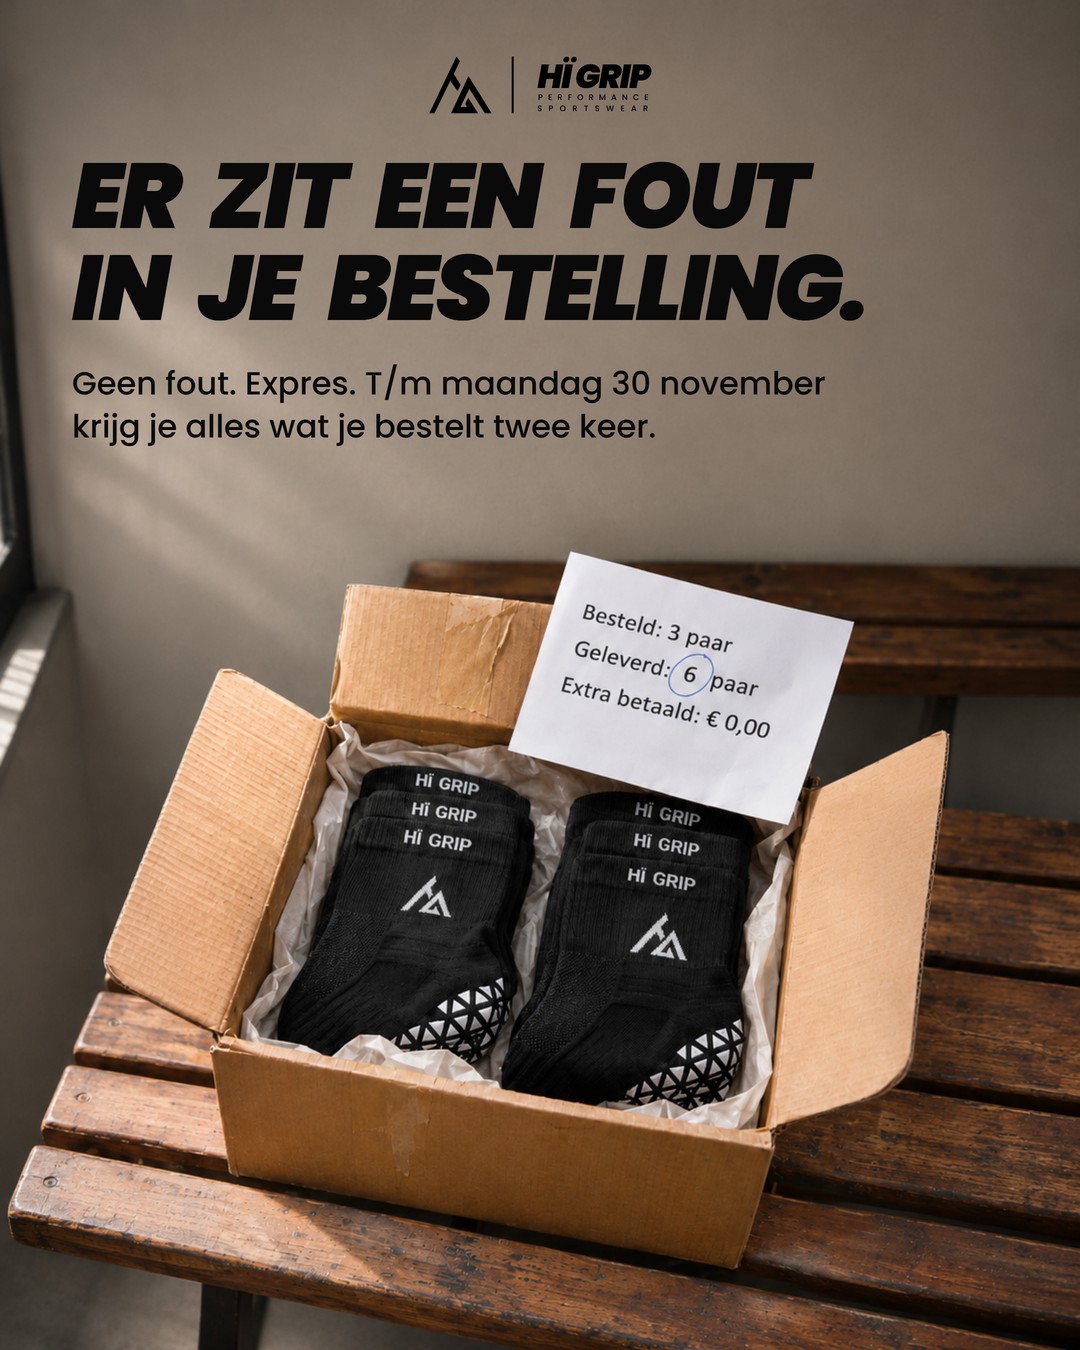 HÏ GRIP
PERFORMANCE
SPORTSWEAR
ER ZIT EEN FOUT
IN JE BESTELLING.
Geen fout. Expres. T/m maandag 30 november
krijg je alles wat je bestelt twee keer.
Besteld: 3 paar
Geleverd: 6 paar
Extra betaald: € 0,00
HÏ GRIP
HÏ GRIP
HÏ GRIP
HÏ GRIP
HÏ GRIP
HÏ GRIP